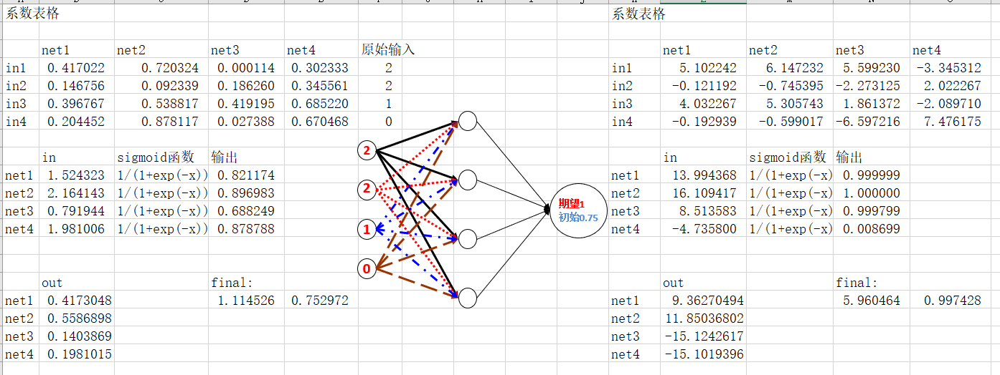 系数表格
net1 net2 net3 net4 原始输入
in1 0.417022 0.720324 0.000114 0.302333 2
in2 0.146756 0.092339 0.186260 0.345561 2
in3 0.396767 0.538817 0.419195 0.685220 1
in4 0.204452 0.878117 0.027388 0.670468 0
in sigmoid函数 输出
net1 1.524323 1/(1+exp(-x)) 0.821174
net2 2.164143 1/(1+exp(-x)) 0.896983
net3 0.791944 1/(1+exp(-x)) 0.688249
net4 1.981006 1/(1+exp(-x)) 0.878788
out final:
net1 0.4173048 1.114526 0.752972
net2 0.5586898
net3 0.1403869
net4 0.1981015
2
2
1
0
期望1
初始0.75
系数表格
net1 net2 net3 net4
in1 5.102242 6.147232 5.599230 -3.345312
in2 -0.121192 -0.745395 -2.273125 2.022267
in3 4.032267 5.305743 1.861372 -2.089710
in4 -0.192939 -0.599017 -6.597216 7.476175
in sigmoid函数 输出
net1 13.994368 1/(1+exp(-x) 0.999999
net2 16.109417 1/(1+exp(-x) 1.000000
net3 8.513583 1/(1+exp(-x) 0.999799
net4 -4.735800 1/(1+exp(-x) 0.008699
out final:
net1 9.36270494 5.960464 0.997428
net2 11.85036802
net3 -15.1242617
net4 -15.1019396